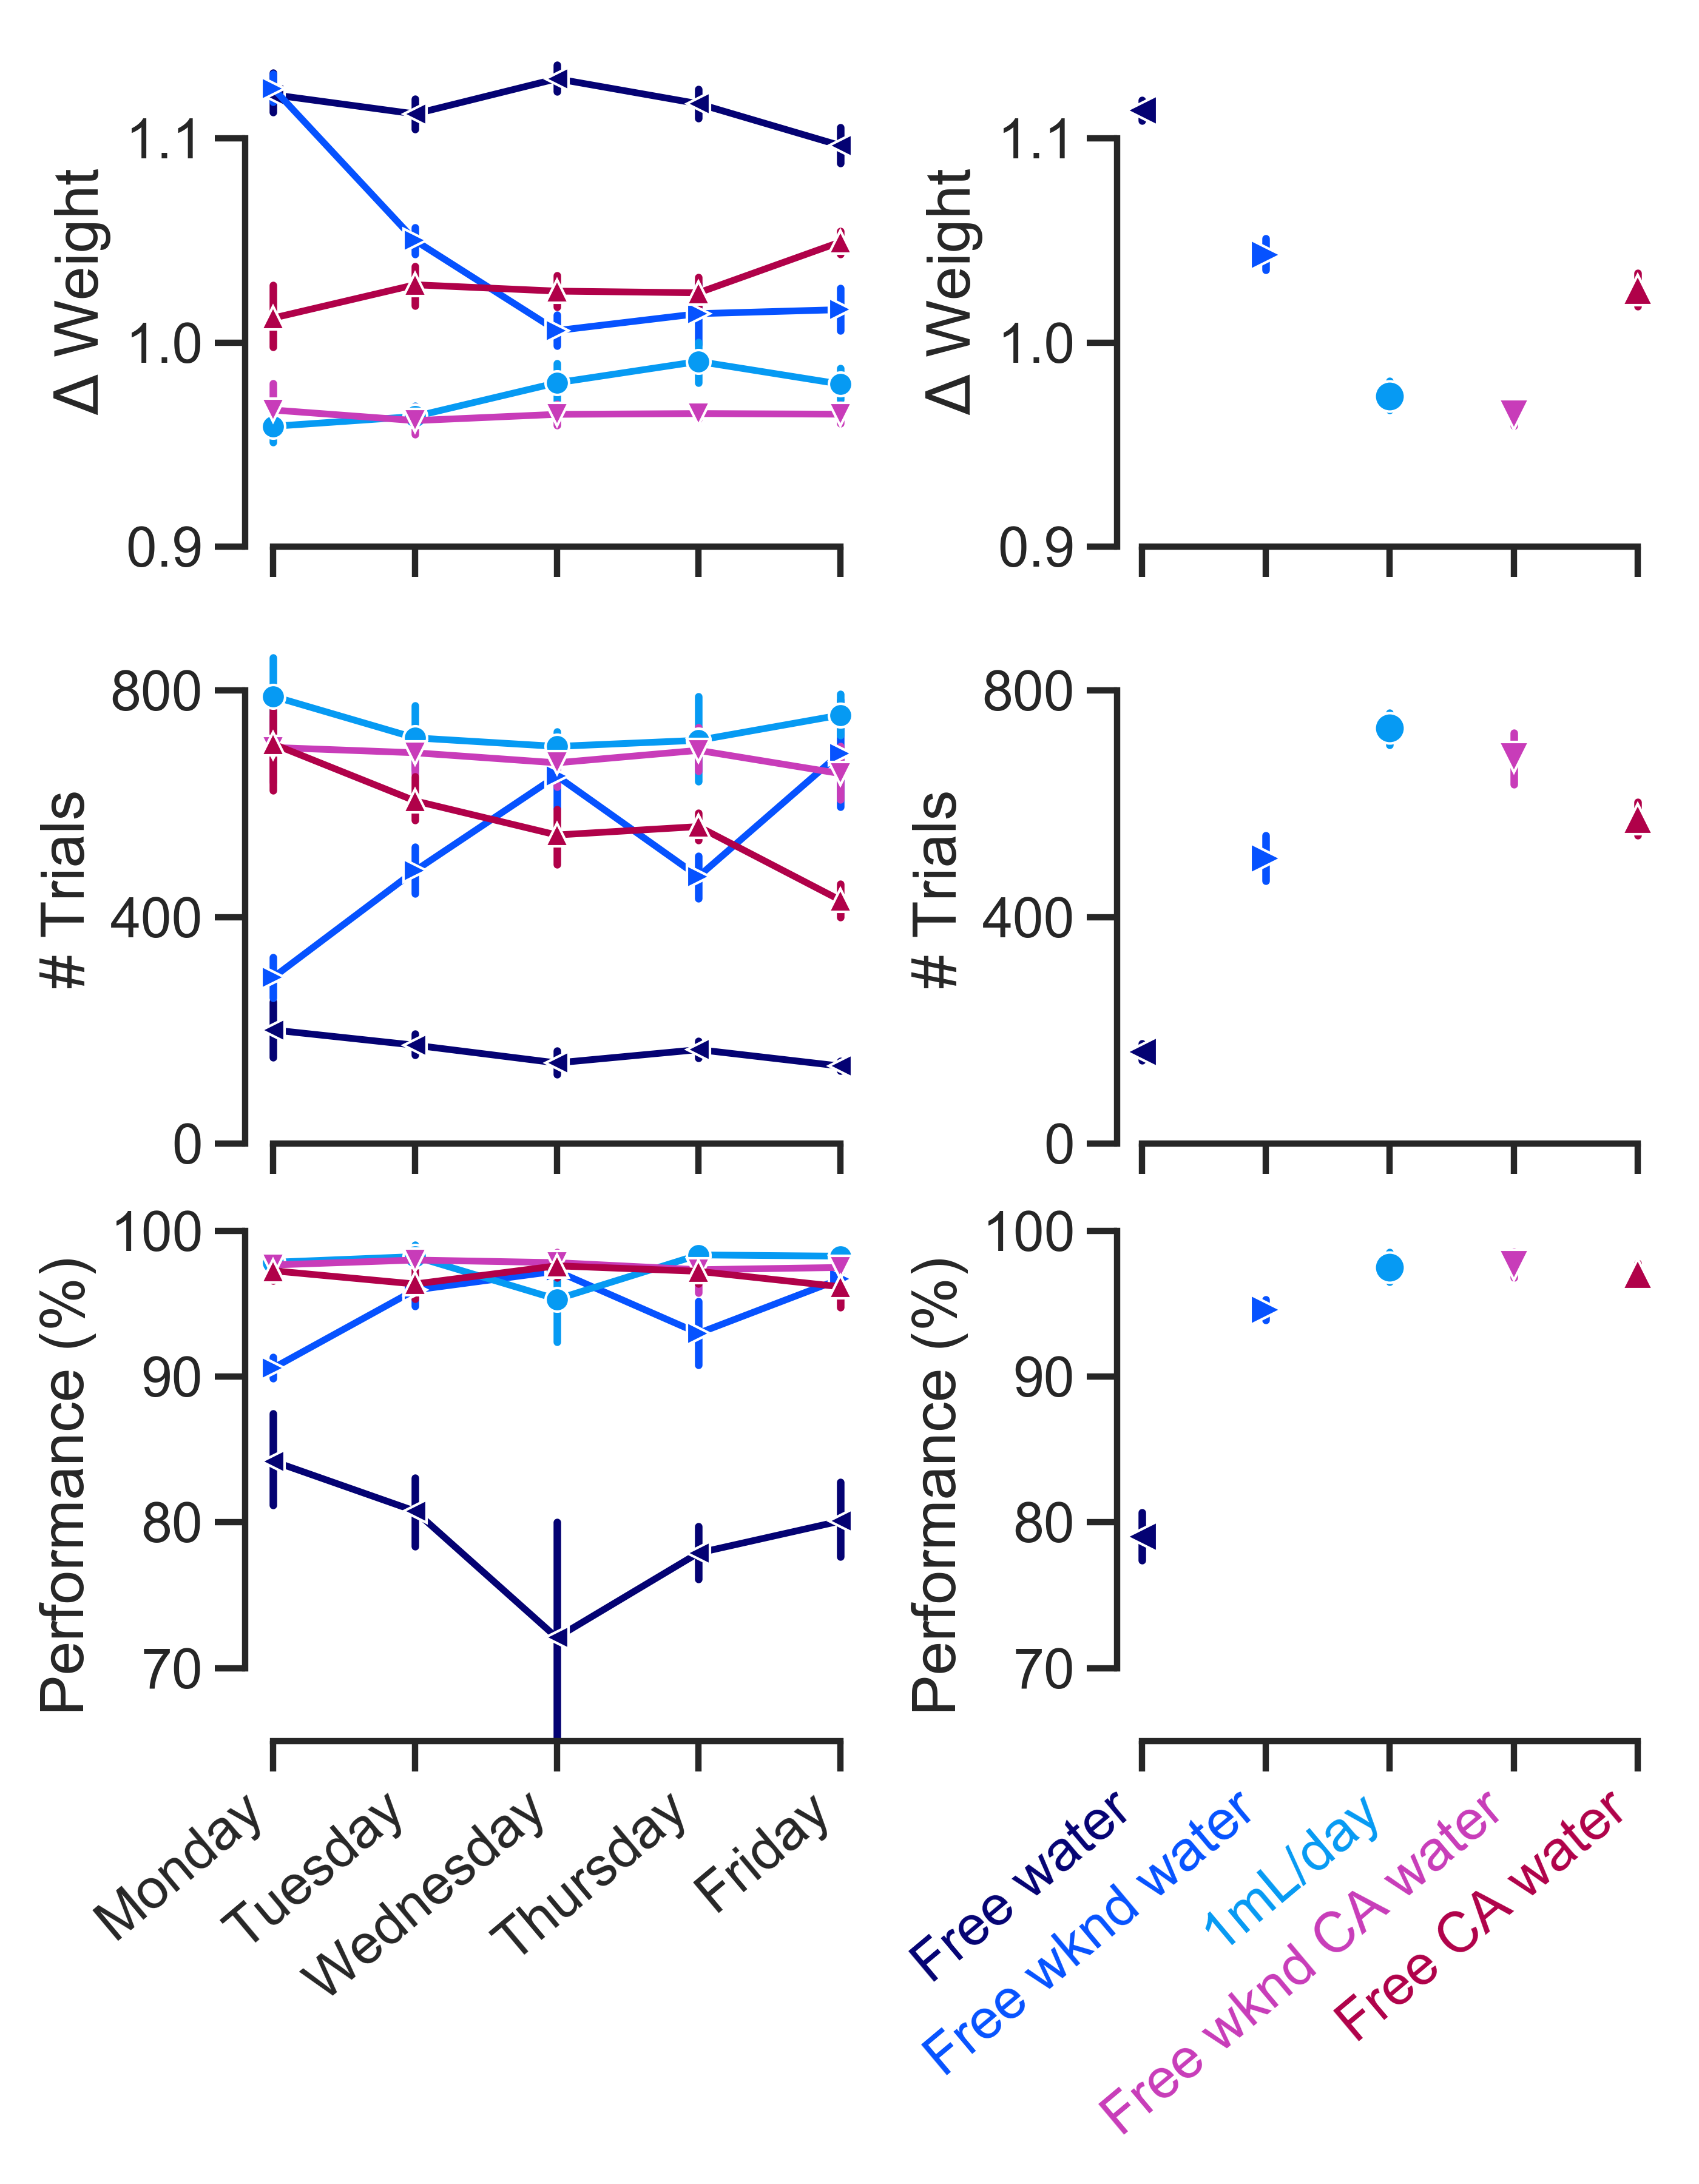 Δ Weight
1.1
1.0
0.9
Δ Weight
1.1
1.0
0.9
# Trials
800
400
0
# Trials
800
400
0
Performance (%)
100
90
80
70
Performance (%)
100
90
80
70
Monday
Tuesday
Wednesday
Thursday
Friday
Free water
Free wknd water
1mL/day
Free wknd CA water
Free CA water